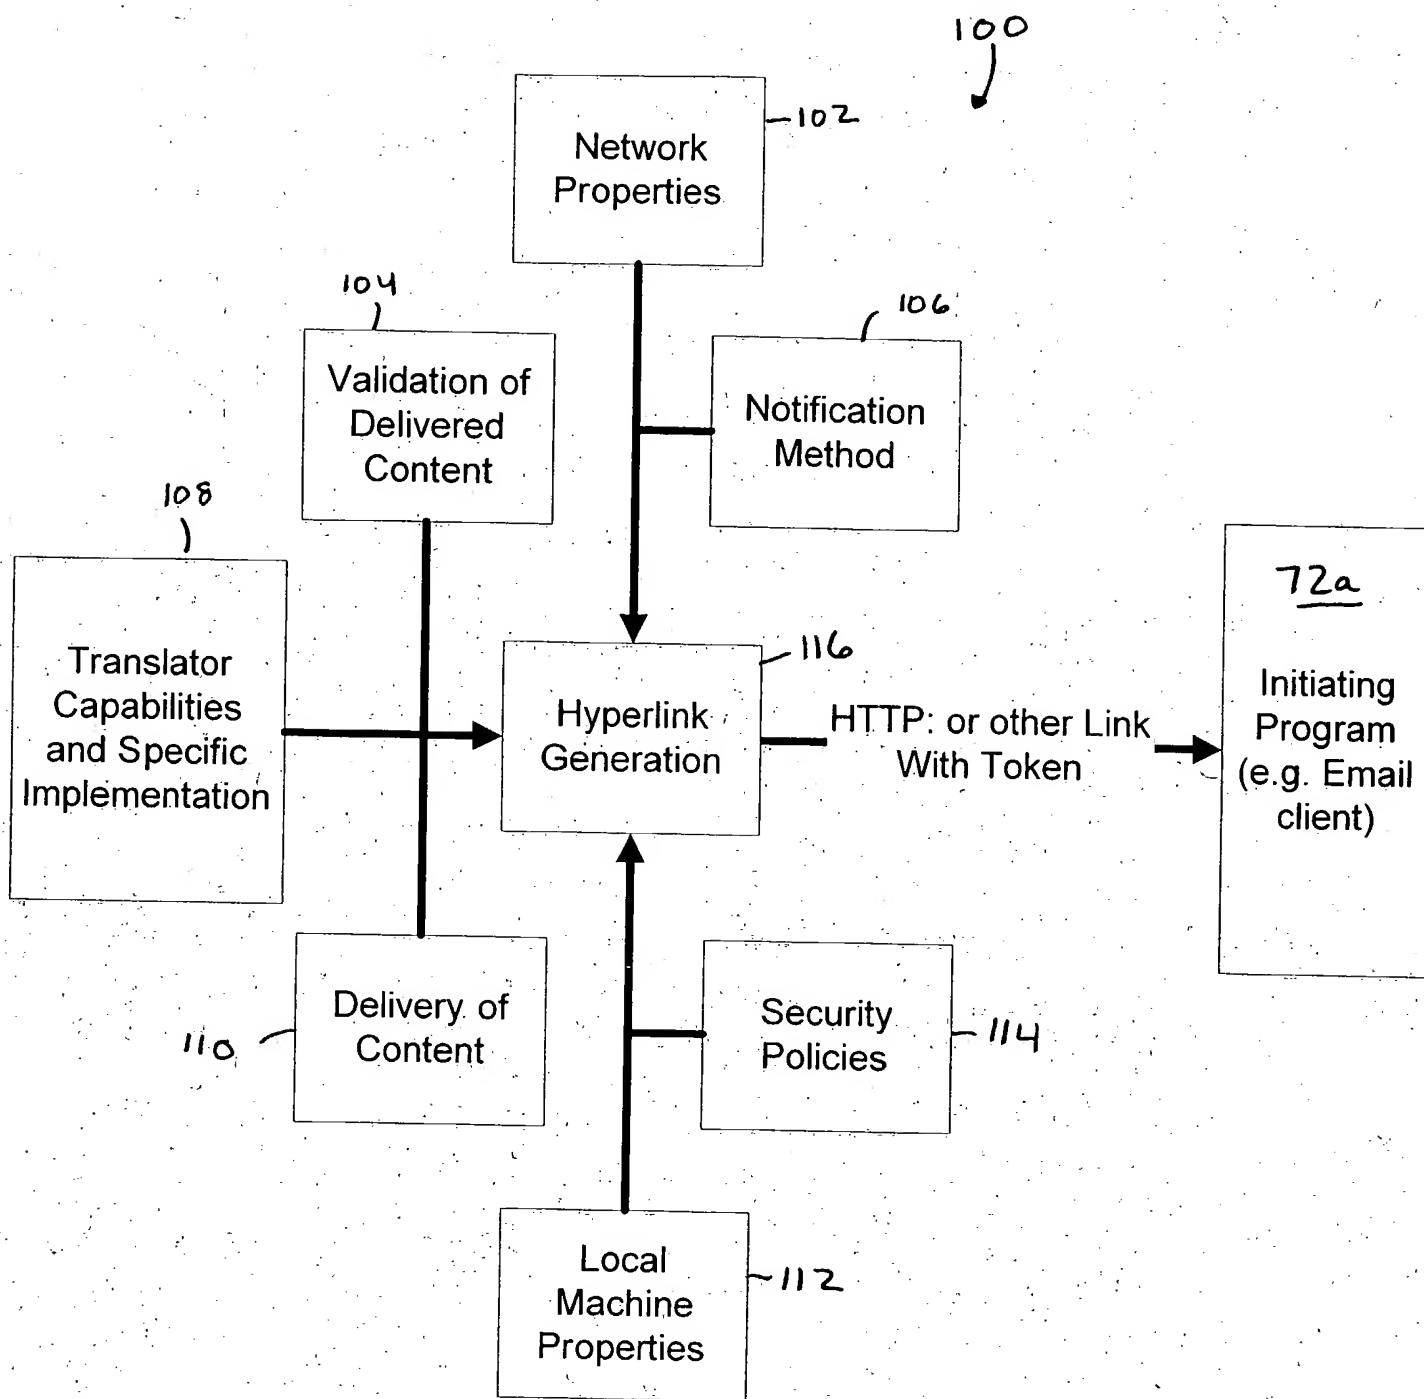 100
Network
Properties
102
104
Validation of
Delivered
Content
106
Notification
Method
108
Translator
Capabilities
and Specific
Implementation
Hyperlink
Generation
116
HTTP: or other Link
With Token
72a
Initiating
Program
(e.g. Email
client)
110
Delivery of
Content
Security
Policies
114
Local
Machine
Properties
112